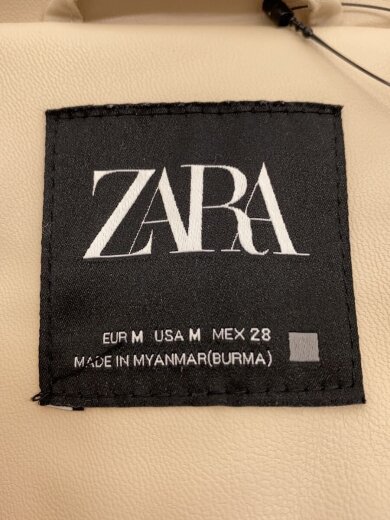 ZARA
EUR M USA M MEX 28
MADE IN MYANMAR(BURMA)